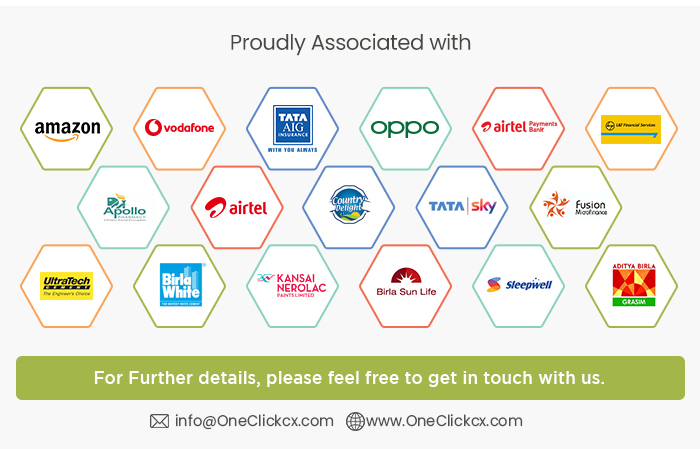 Proudly Associated with
amazon
vodafone
TATA
AIG
INSURANCE
WITH YOU ALWAYS
oppo
airtel Payments
Bank
L&T Financial Services
Apollo
PHARMACY
airtel
Country
Delight
TATA sky
Fusion
Microfinance
UltraTech
CEMENT
The Engineer's Choice
Birla
White
KANSAI
NEROLAC
PAINTS LIMITED
Birla Sun Life
Sleepwell
ADITYA BIRLA
GRASIM
For Further details, please feel free to get in touch with us.
info@OneClickcx.com www.OneClickcx.com